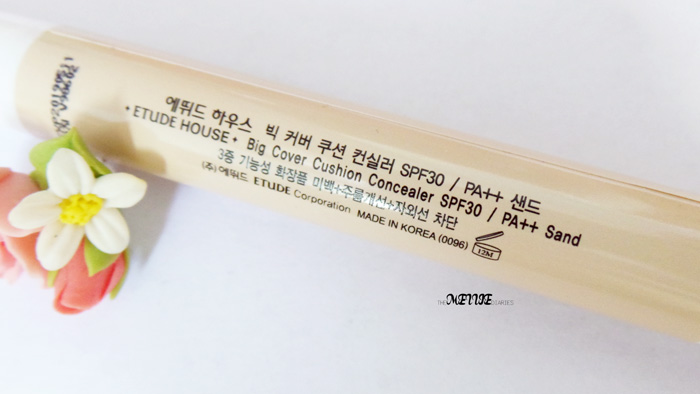 에뛰드 하우스 빅 커버 쿠션 컨실러 SPF30 / PA++ 샌드
• ETUDE HOUSE • Big Cover Cushion Concealer SPF30 / PA++ Sand
3중 기능성 화장품 미백+주름개선+자외선 차단
(주)에뛰드 ETUDE Corporation MADE IN KOREA (0096) 12M
THE MELLIE DIARIES